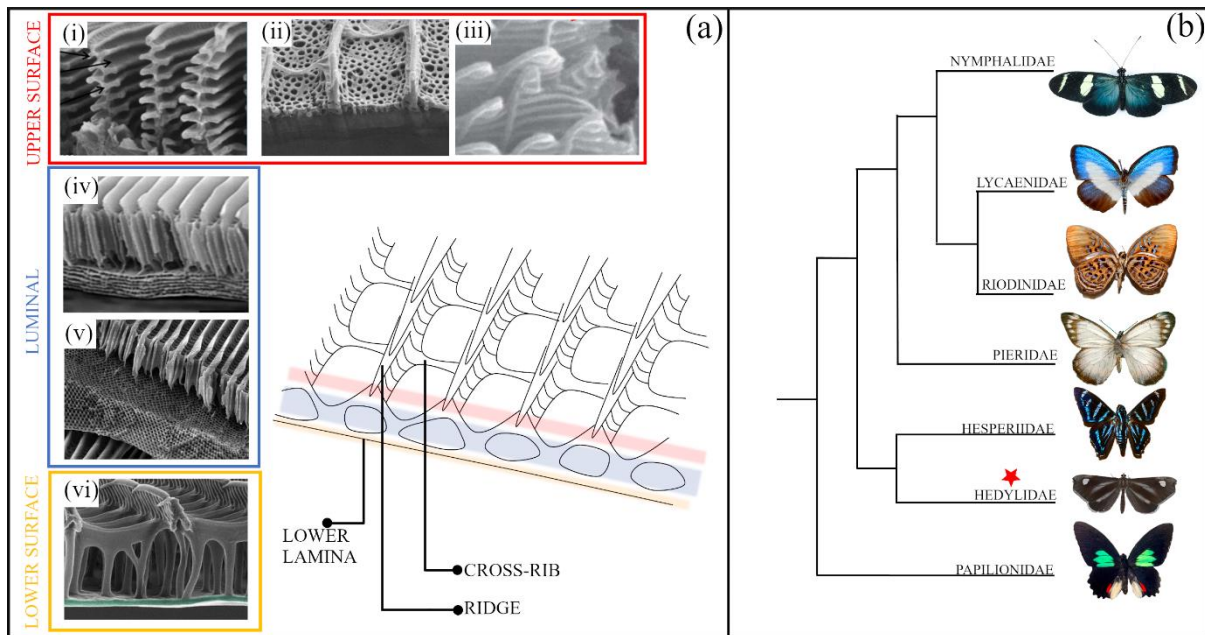 (a)
UPPER SURFACE
(i)
(ii)
(iii)
LUMINAL
(iv)
(v)
LOWER SURFACE
(vi)
LOWER
LAMINA
CROSS-RIB
RIDGE
(b)
NYMPHALIDAE
LYCAENIDAE
RIODINIDAE
PIERIDAE
HESPERIIDAE
HEDYLIDAE
PAPILIONIDAE